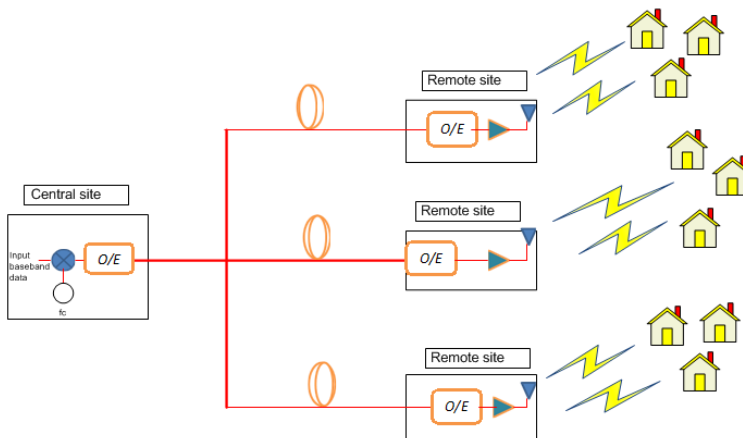 Remote site
O/E
Central site
Input
baseband
data
O/E
fc
Remote site
O/E
Remote site
O/E